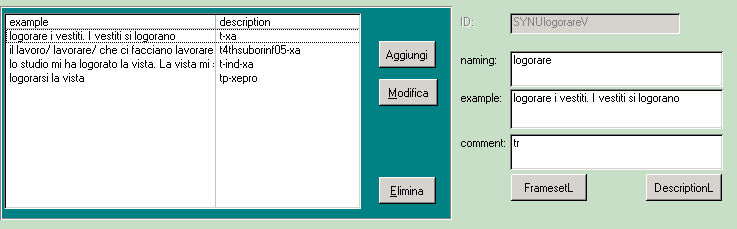 example description
logorare i vestiti. I vestiti si logorano t-xa
il lavoro/ lavorare/ che ci facciano lavorare t4thsuborinf05-xa
lo studio mi ha logorato la vista. La vista mi t-ind-xa
logorarsi la vista tp-xepro
Aggiungi
Modifica
Elimina
ID: SYNUlogorareV
naming: logorare
example: logorare i vestiti. I vestiti si logorano
comment: tr
FramesetL DescriptionL